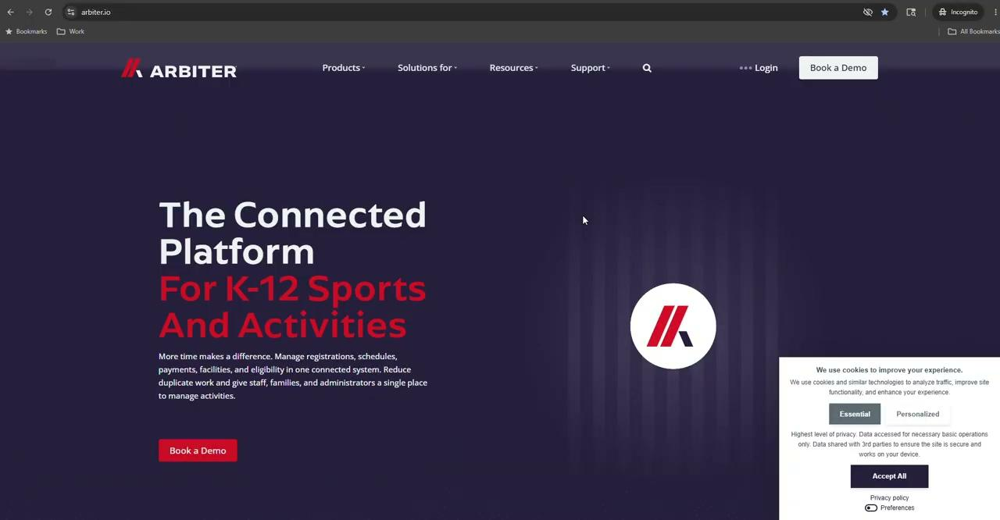 arbiter.io
Incognito
Bookmarks
Work
All Bookmarks
ARBITER
Products
Solutions for
Resources
Support
Login
Book a Demo
The Connected
Platform
For K-12 Sports
And Activities
More time makes a difference. Manage registrations, schedules,
payments, facilities, and eligibility in one connected system. Reduce
duplicate work and give staff, families, and administrators a single place
to manage activities.
Book a Demo
We use cookies to improve your experience.
We use cookies and similar technologies to analyze traffic, improve site
functionality, and enhance your experience.
Essential
Personalized
Highest level of privacy. Data accessed for necessary basic operations
only. Data shared with 3rd parties to ensure the site is secure and
works on your device.
Accept All
Privacy policy
Preferences